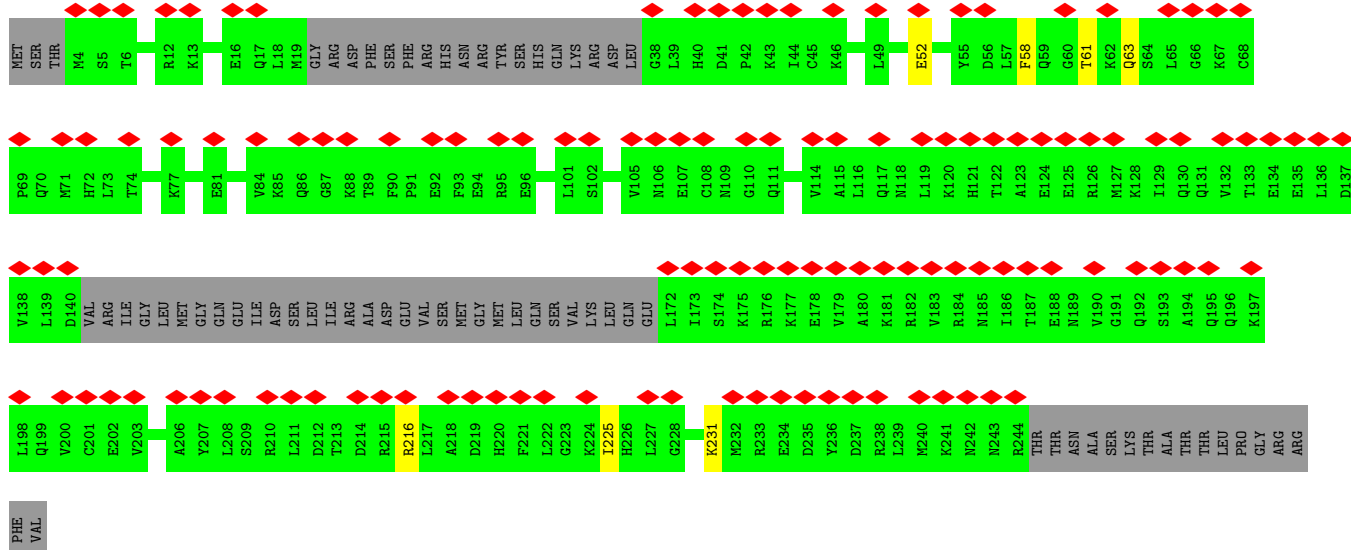 MET SER THR M4 S5 T6 R12 K13 E16 Q17 L18 M19 GLY ARG ASP PHE SER PHE ARG HIS ASN ARG TYR SER HIS GLN LYS ARG ASP LEU G38 L39 H40 D41 P42 K43 I44 C45 K46 L49 E52 Y55 D56 L57 F58 Q59 G60 T61 K62 Q63 S64 L65 G66 K67 C68
P69 Q70 M71 H72 L73 T74 K77 E81 V84 K85 Q86 G87 K88 T89 F90 P91 E92 F93 E94 R95 E96 L101 S102 V105 N106 E107 C108 N109 G110 Q111 V114 A115 L116 Q117 N118 L119 K120 H121 T122 A123 E124 E125 R126 M127 K128 I129 Q130 Q131 V132 T133 E134 E135 L136 D137
V138 L139 D140 VAL ARG ILE GLY LEU MET GLY GLN GLU ILE ASP SER LEU ILE ARG ALA ASP GLU VAL SER MET GLY MET LEU GLN SER VAL LYS LEU GLN GLU L172 I173 S174 K175 R176 K177 E178 V179 A180 K181 R182 V183 R184 N185 I186 T187 E188 N189 V190 G191 Q192 S193 A194 Q195 Q196 K197
L198 Q199 V200 C201 E202 V203 A206 Y207 L208 S209 R210 L211 D212 T213 D214 R215 R216 L217 A218 D219 H220 F221 L222 G223 K224 I225 H226 L227 G228 K231 M232 R233 E234 D235 Y236 D237 R238 L239 M240 K241 N242 N243 R244 THR THR ASN ALA SER LYS THR ALA THR THR LEU PRO GLY ARG ARG
PHE VAL